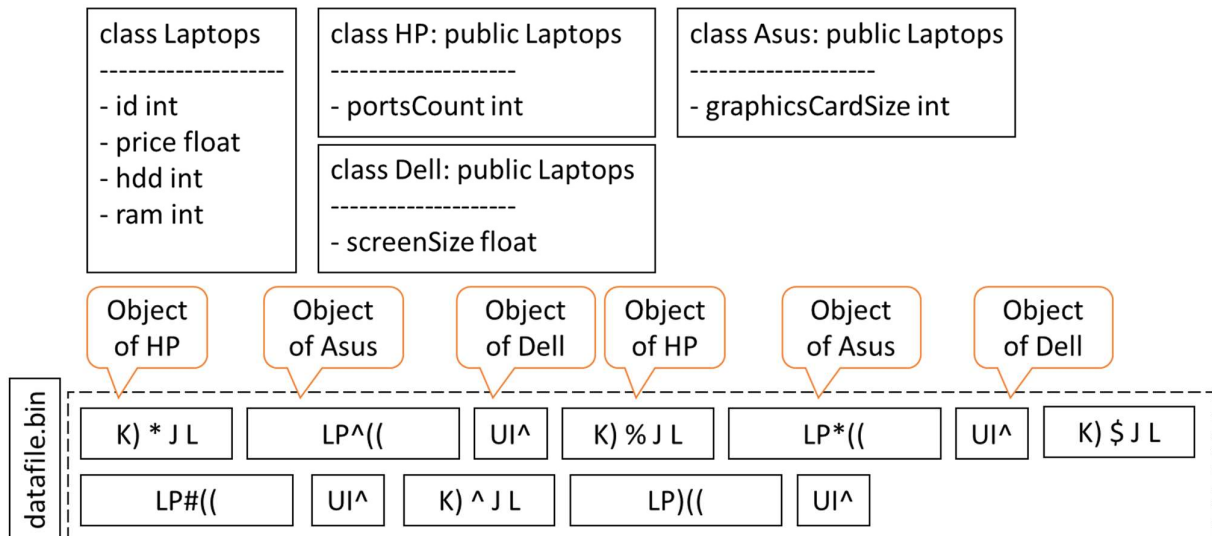 class Laptops
--------------------
- id int
- price float
- hdd int
- ram int
class HP: public Laptops
--------------------
- portsCount int
class Dell: public Laptops
--------------------
- screenSize float
class Asus: public Laptops
--------------------
- graphicsCardSize int
Object
of HP
Object
of Asus
Object
of Dell
Object
of HP
Object
of Asus
Object
of Dell
datafile.bin
K) * J L
LP^((
UI^
K) % J L
LP*((
UI^
K) $ J L
LP#((
UI^
K) ^ J L
LP)((
UI^